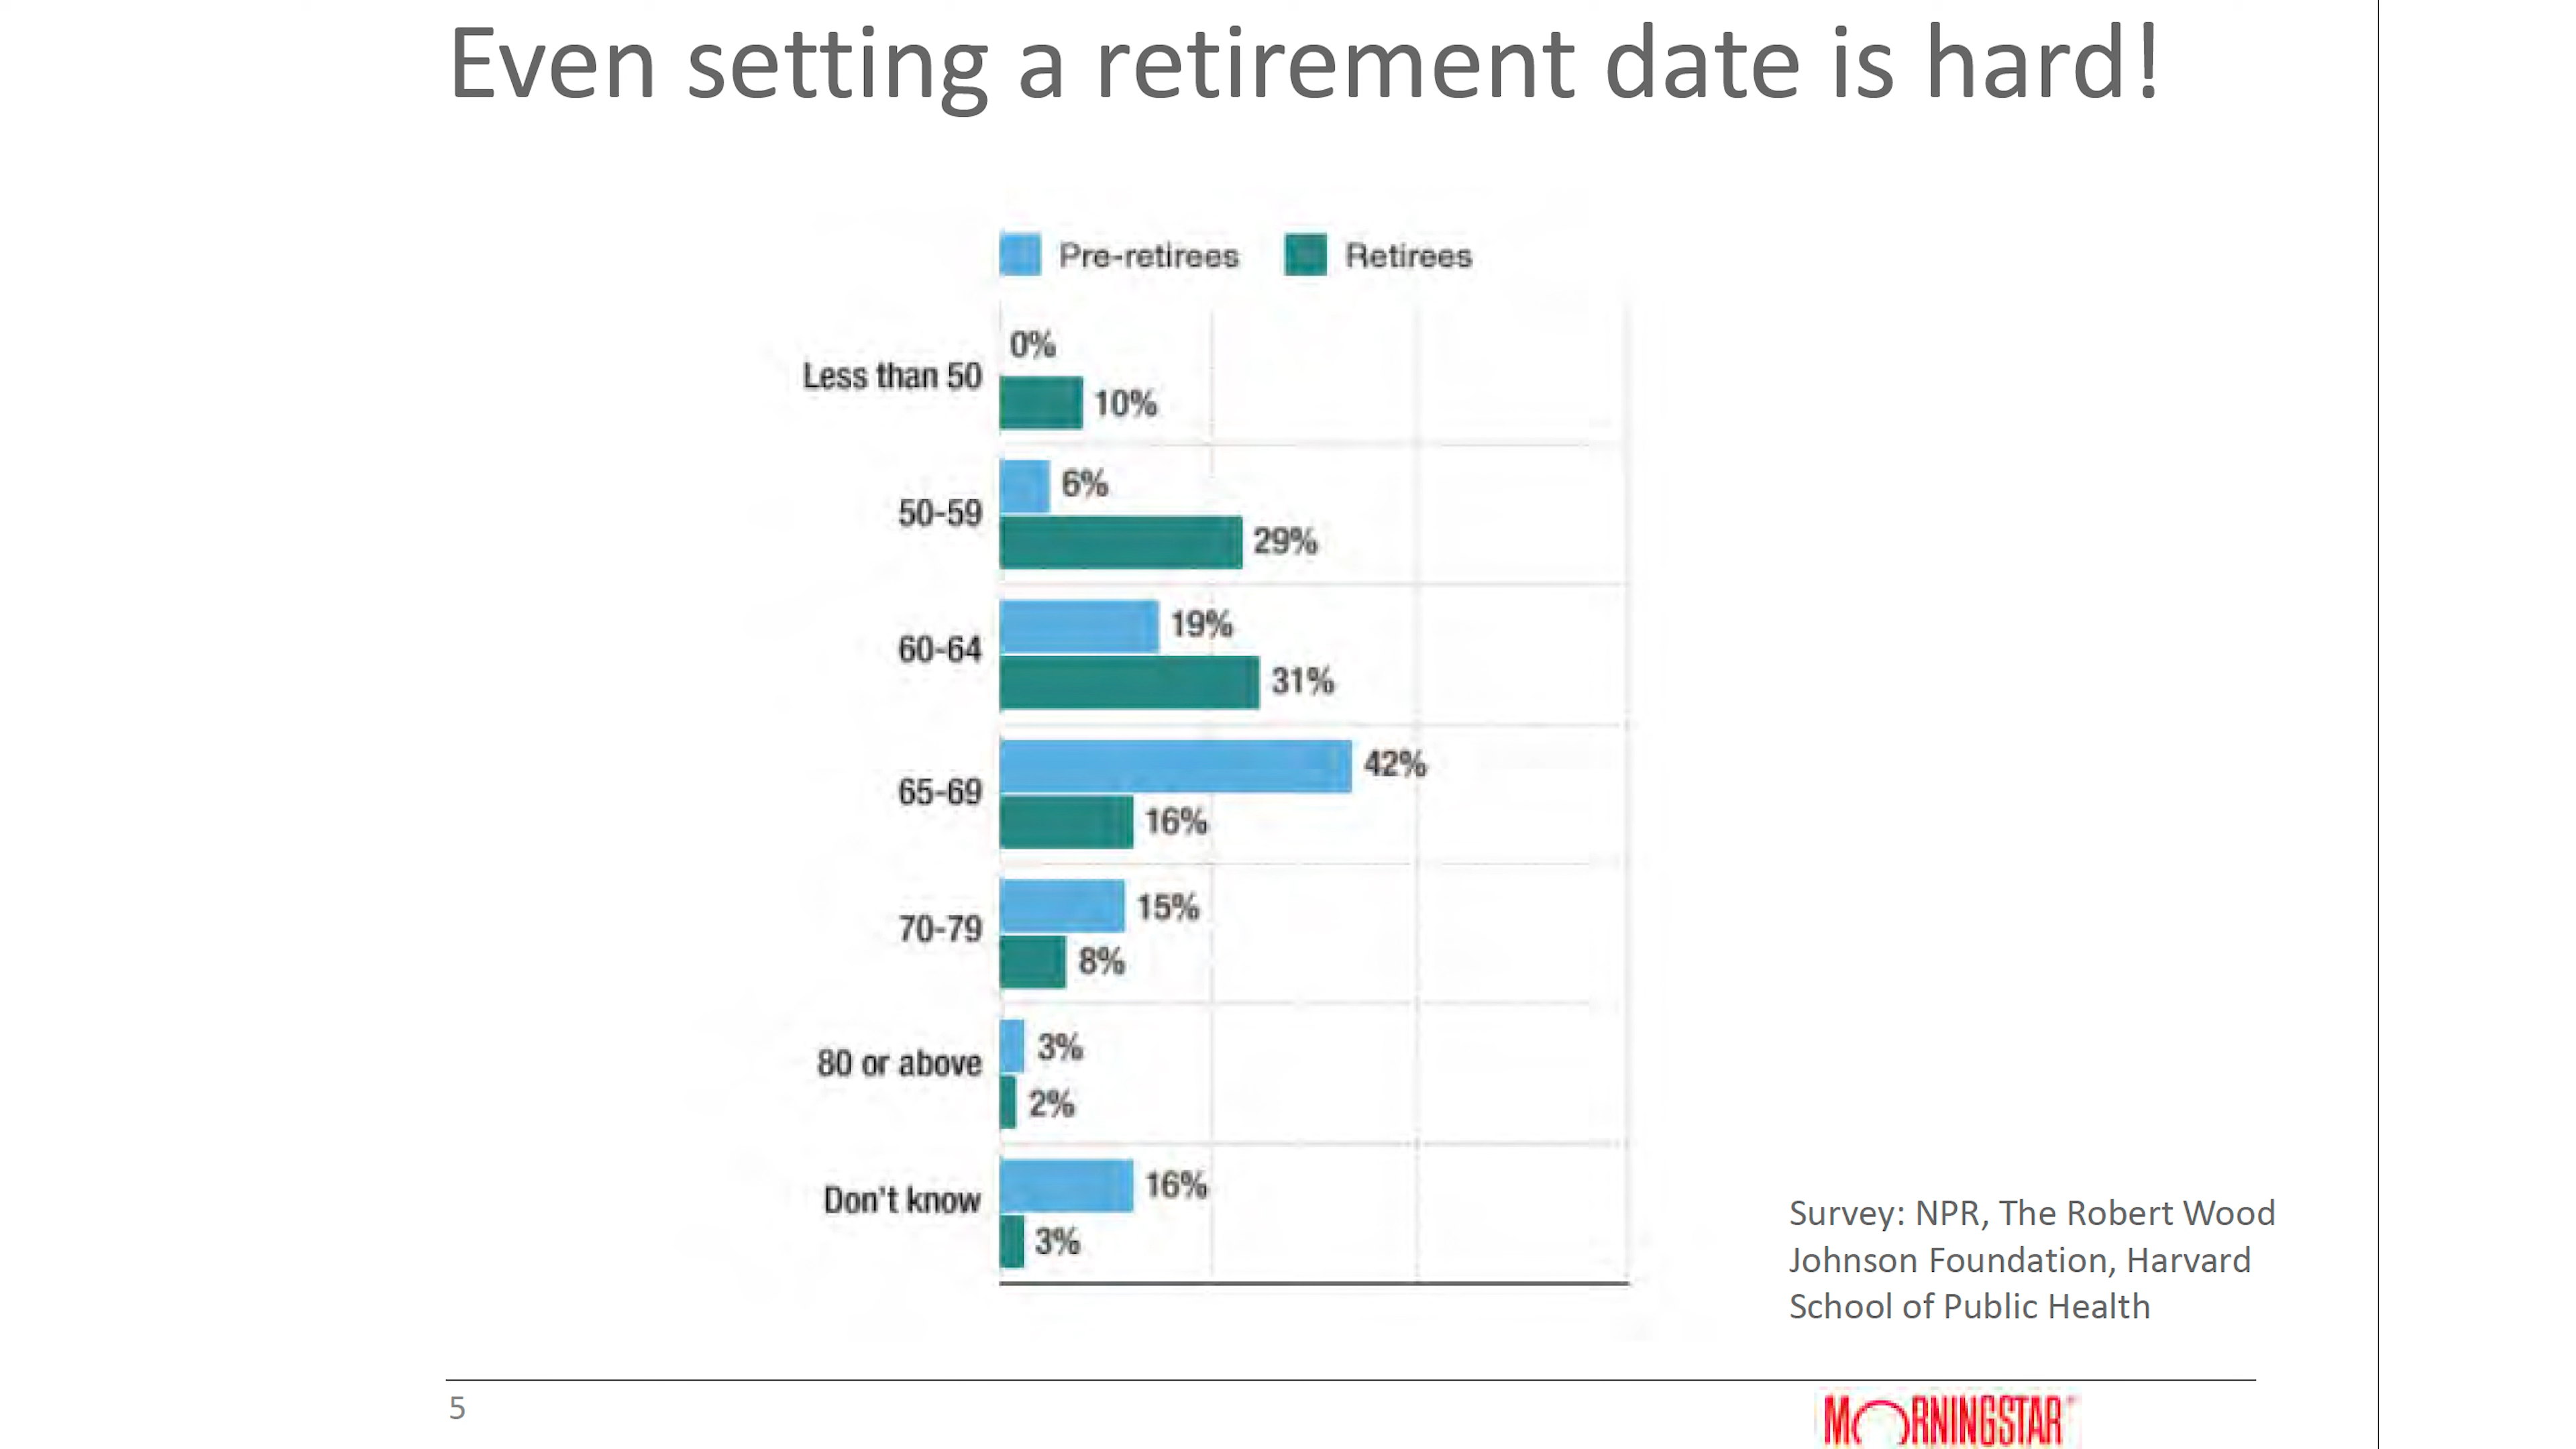 Even setting a retirement date is hard!
Pre-retirees Retirees
Less than 50
0%
10%
50-59
6%
29%
60-64
19%
31%
65-69
42%
16%
70-79
15%
8%
80 or above
3%
2%
Don't know
16%
3%
Survey: NPR, The Robert Wood
Johnson Foundation, Harvard
School of Public Health
5
MORNINGSTAR